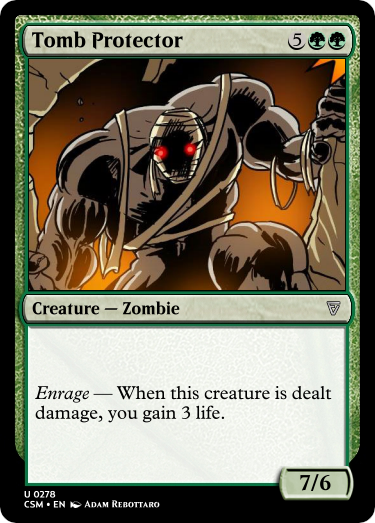 Tomb Protector 5
Creature — Zombie
Enrage — When this creature is dealt
damage, you gain 3 life.
7/6
U 0278
CSM • EN Adam Rebottaro